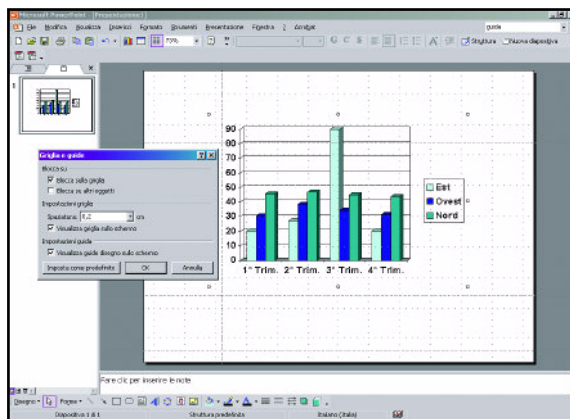 Microsoft PowerPoint - [Presentazione1]
File Modifica Visualizza Inserisci Formato Strumenti Presentazione Finestra ? Acrobat
guide
75%
G C S
Struttura Nuova diapositiva
1
Griglia e guide
Blocca su
Blocca sulla griglia
Blocca su altri oggetti
Impostazioni griglia
Spaziatura: 0,2 cm
Visualizza griglia sullo schermo
Impostazioni guide
Visualizza guide disegno sullo schermo
Imposta come predefinito OK Annulla
90
80
70
60
50
40
30
20
10
0
1° Trim. 2° Trim. 3° Trim. 4° Trim.
Est
Ovest
Nord
Fare clic per inserire le note
Disegno Forme
Diapositiva 1 di 1 Struttura predefinita Italiano (Italia)